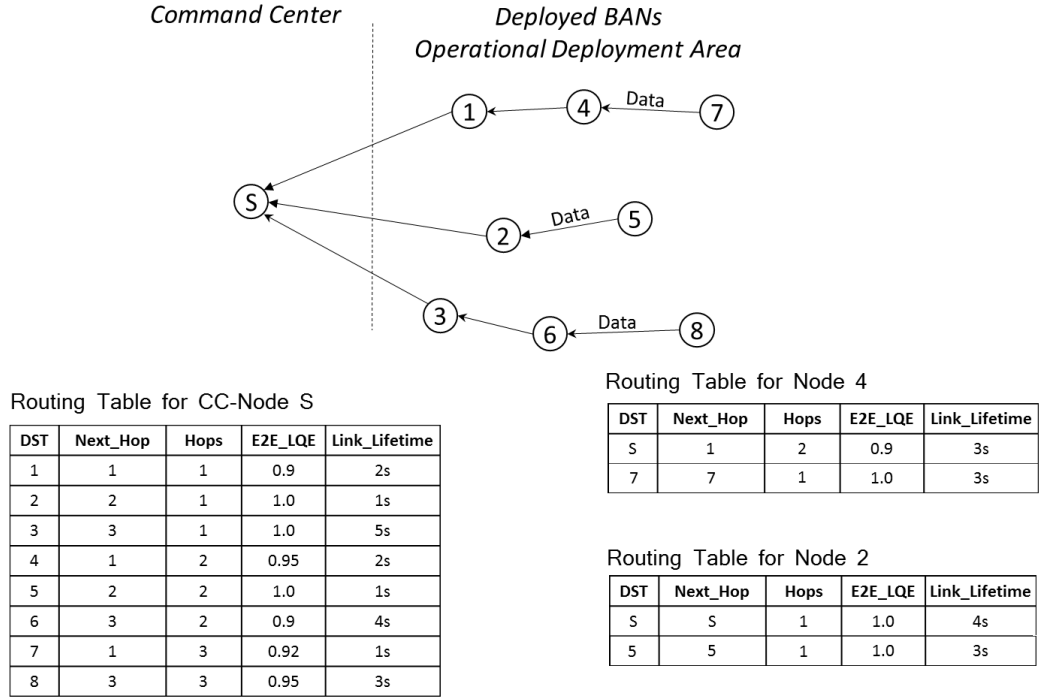 Command Center
Deployed BANs
Operational Deployment Area
1
4
Data
7
S
2
Data
5
3
6
Data
8
Routing Table for CC-Node S
DST Next_Hop Hops E2E_LQE Link_Lifetime
1 1 1 0.9 2s
2 2 1 1.0 1s
3 3 1 1.0 5s
4 1 2 0.95 2s
5 2 2 1.0 1s
6 3 2 0.9 4s
7 1 3 0.92 1s
8 3 3 0.95 3s
Routing Table for Node 4
DST Next_Hop Hops E2E_LQE Link_Lifetime
S 1 2 0.9 3s
7 7 1 1.0 3s
Routing Table for Node 2
DST Next_Hop Hops E2E_LQE Link_Lifetime
S S 1 1.0 4s
5 5 1 1.0 3s